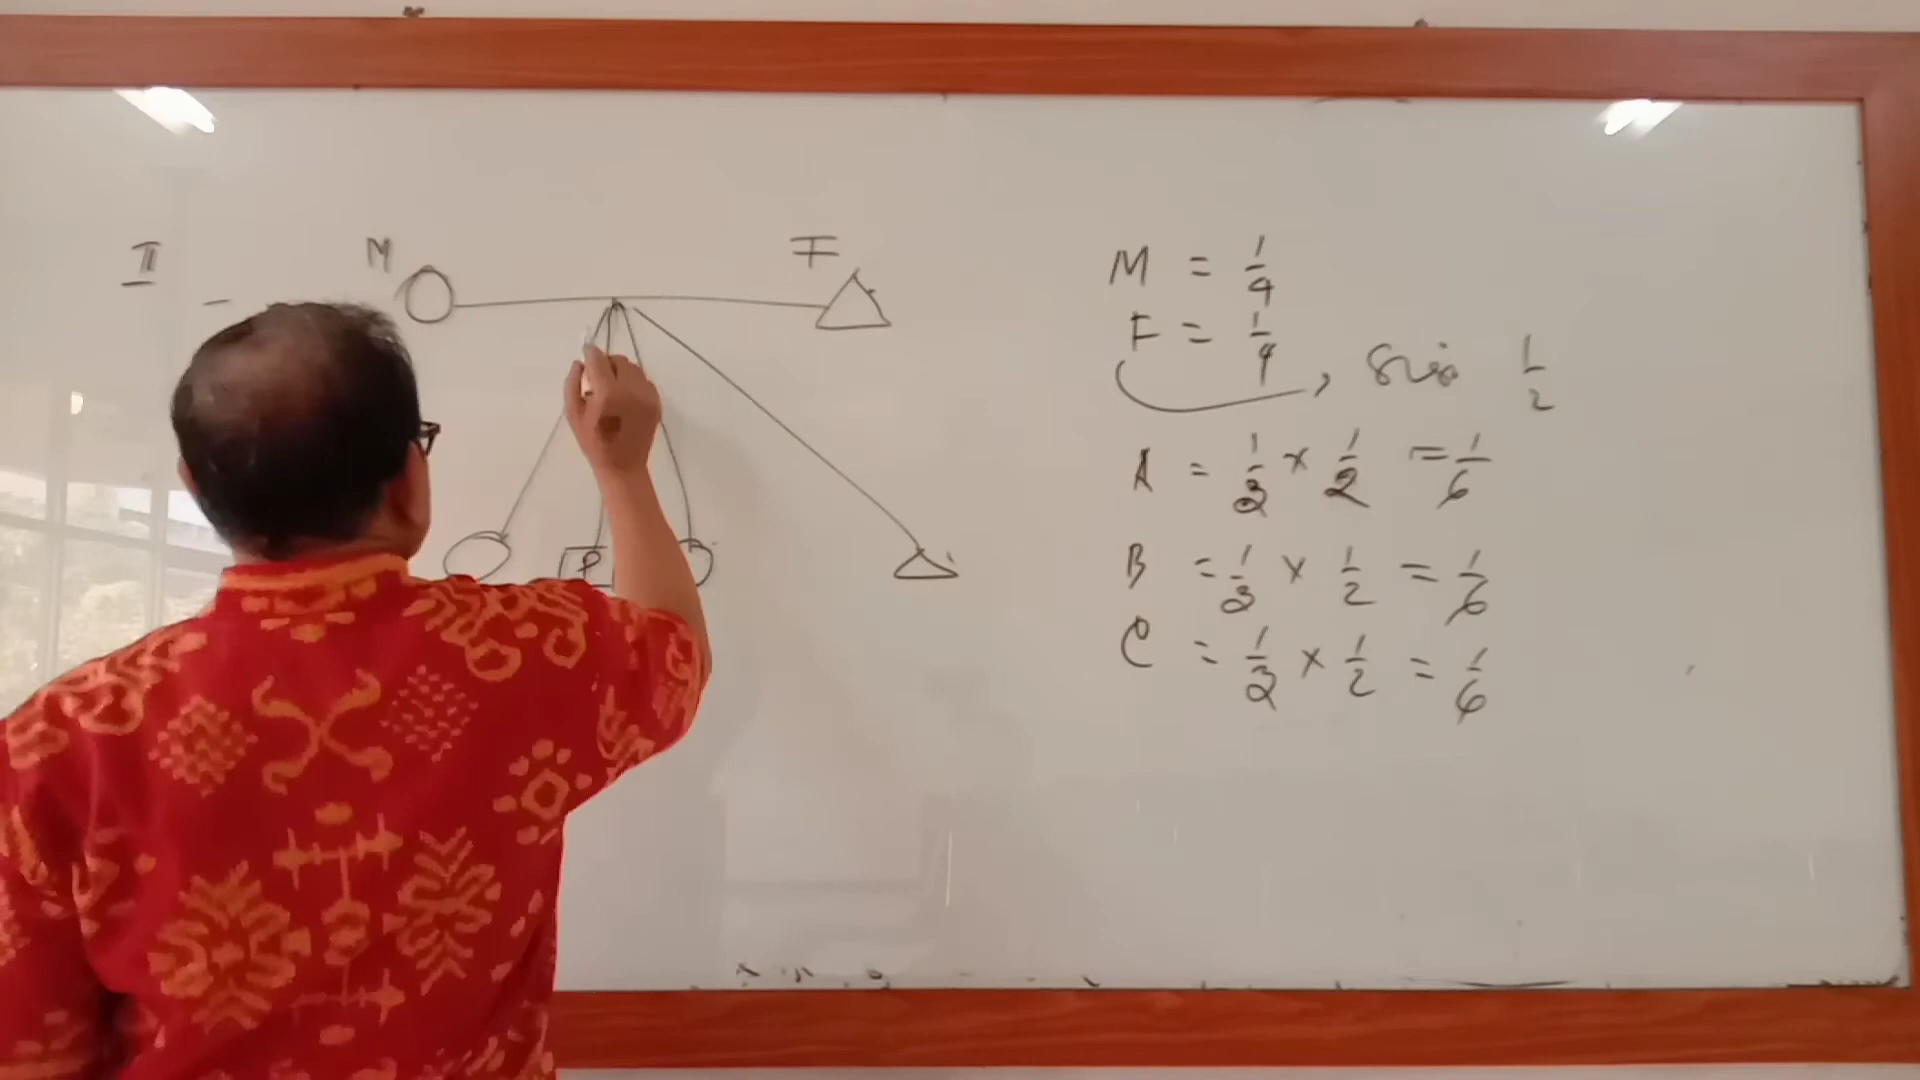 II
M F
P
M = 1/4
F = 1/4
, Sisa 1/2
A = 1/3 × 1/2 = 1/6
B = 1/3 × 1/2 = 1/6
C = 1/3 × 1/2 = 1/6